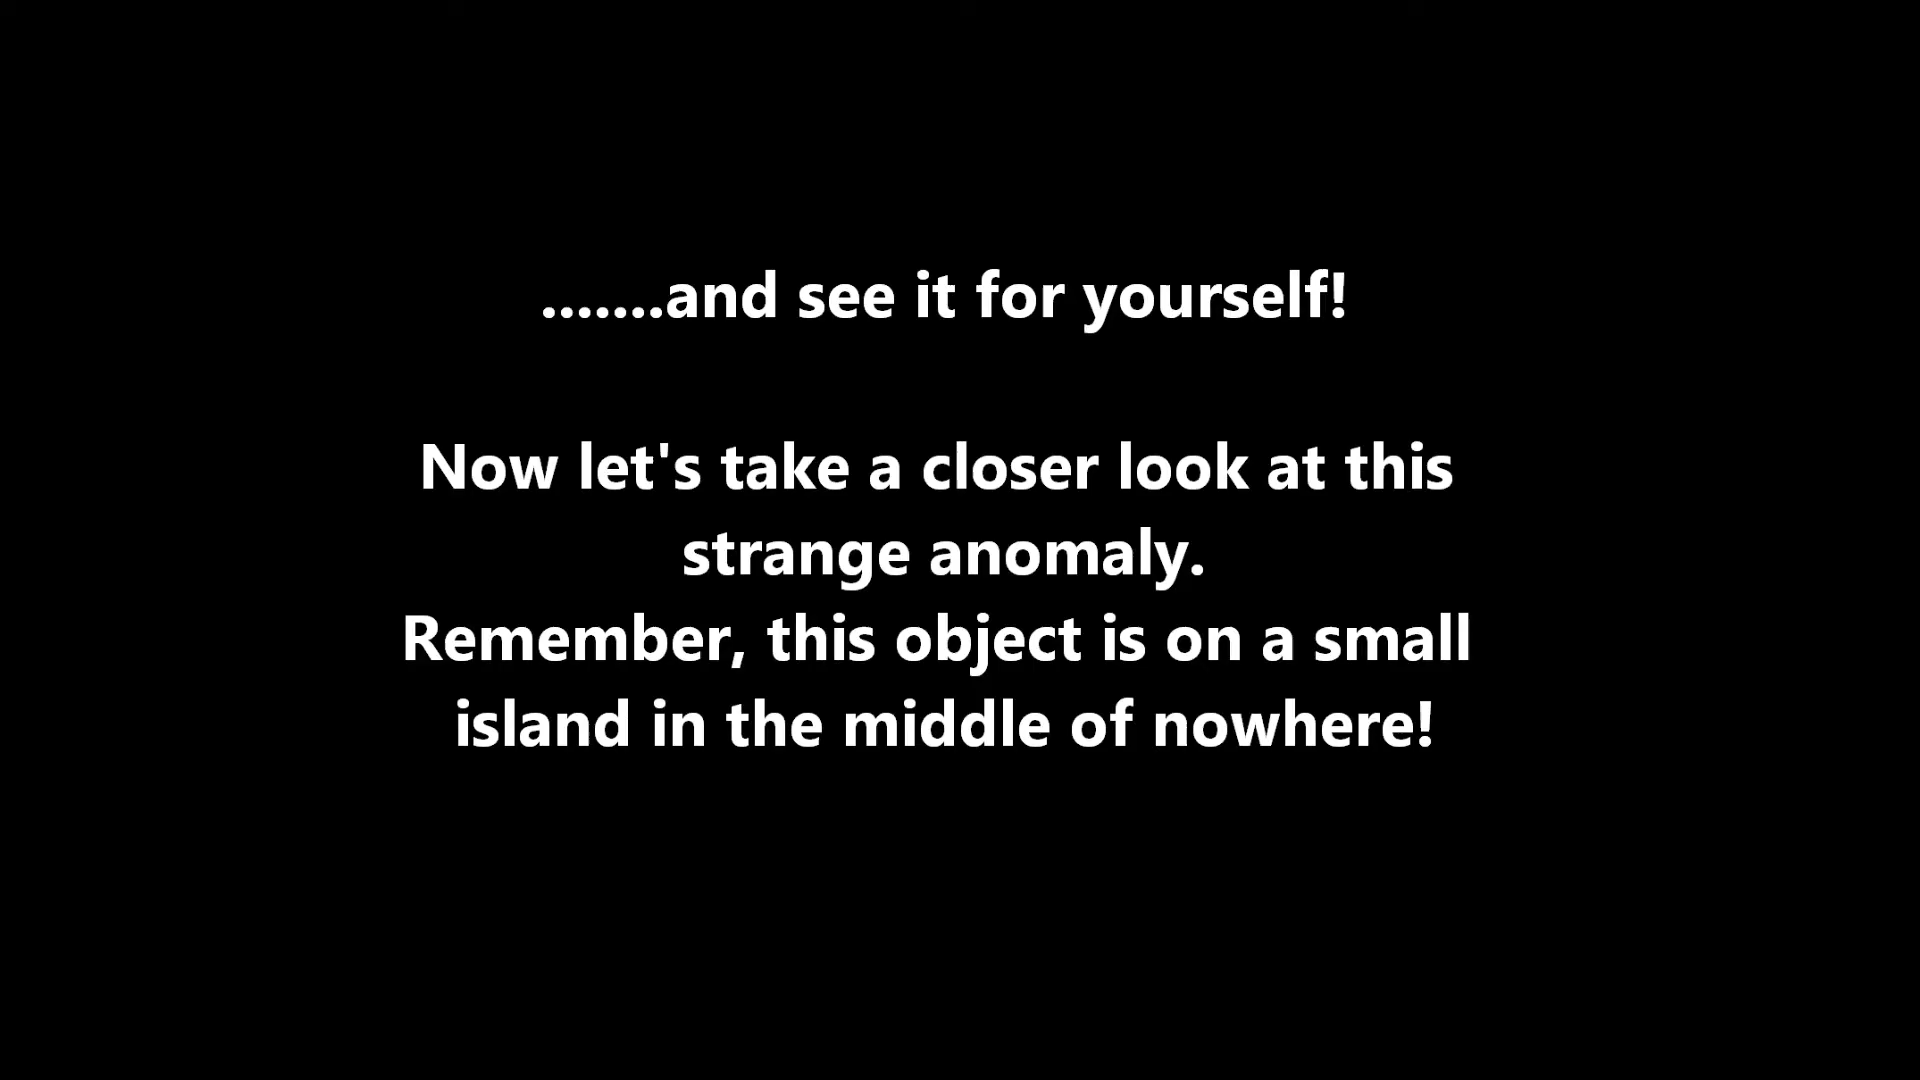 .......and see it for yourself!
Now let's take a closer look at this
strange anomaly.
Remember, this object is on a small
island in the middle of nowhere!